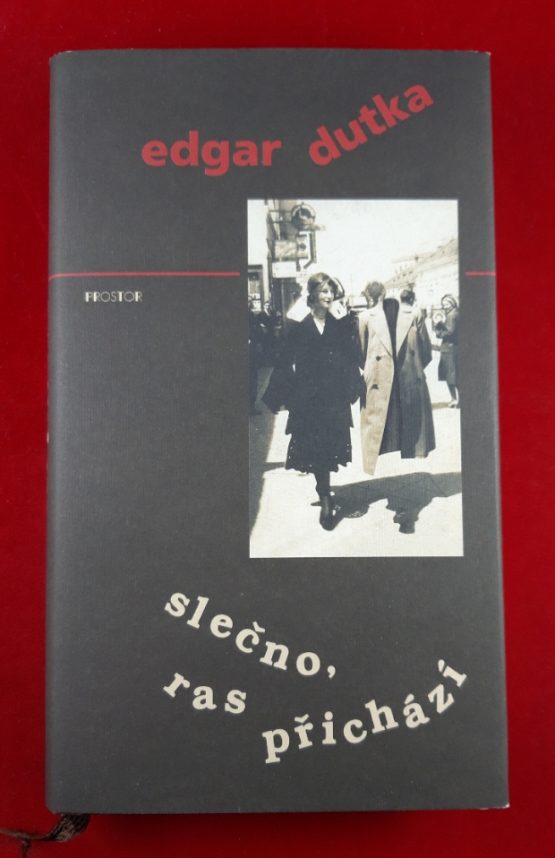 edgar dutka
PROSTOR
slečno,
ras
přichází